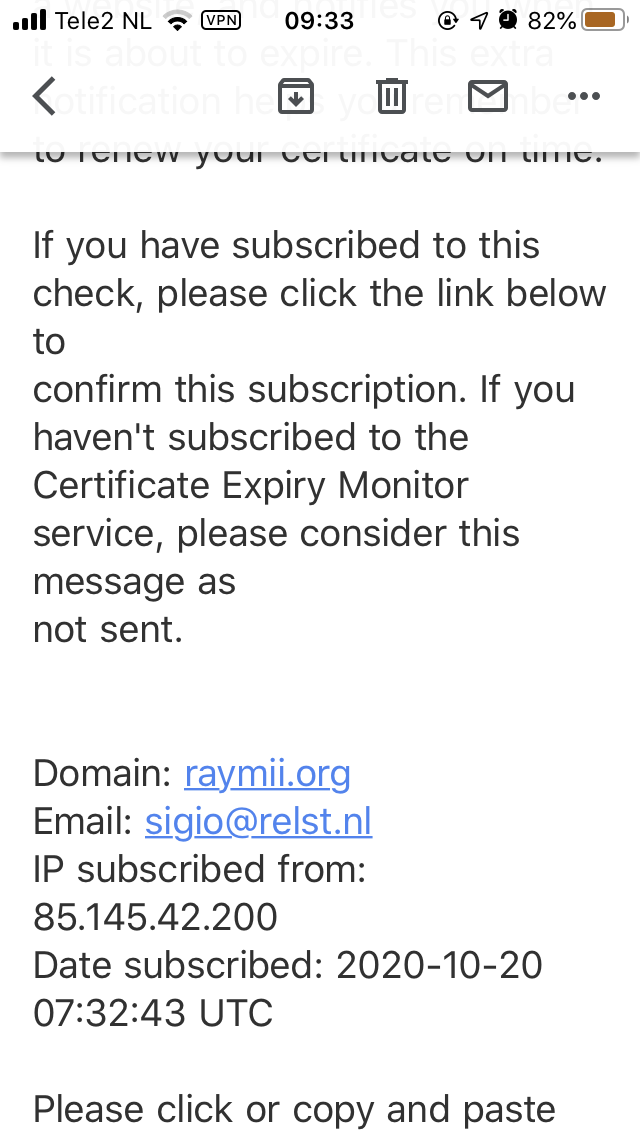 Tele2 NL VPN 09:33 82%
a website, and notifies you when
it is about to expire. This extra
notification helps you remember
to renew your certificate on time.
If you have subscribed to this
check, please click the link below
to
confirm this subscription. If you
haven't subscribed to the
Certificate Expiry Monitor
service, please consider this
message as
not sent.
Domain: raymii.org
Email: sigio@relst.nl
IP subscribed from:
85.145.42.200
Date subscribed: 2020-10-20
07:32:43 UTC
Please click or copy and paste